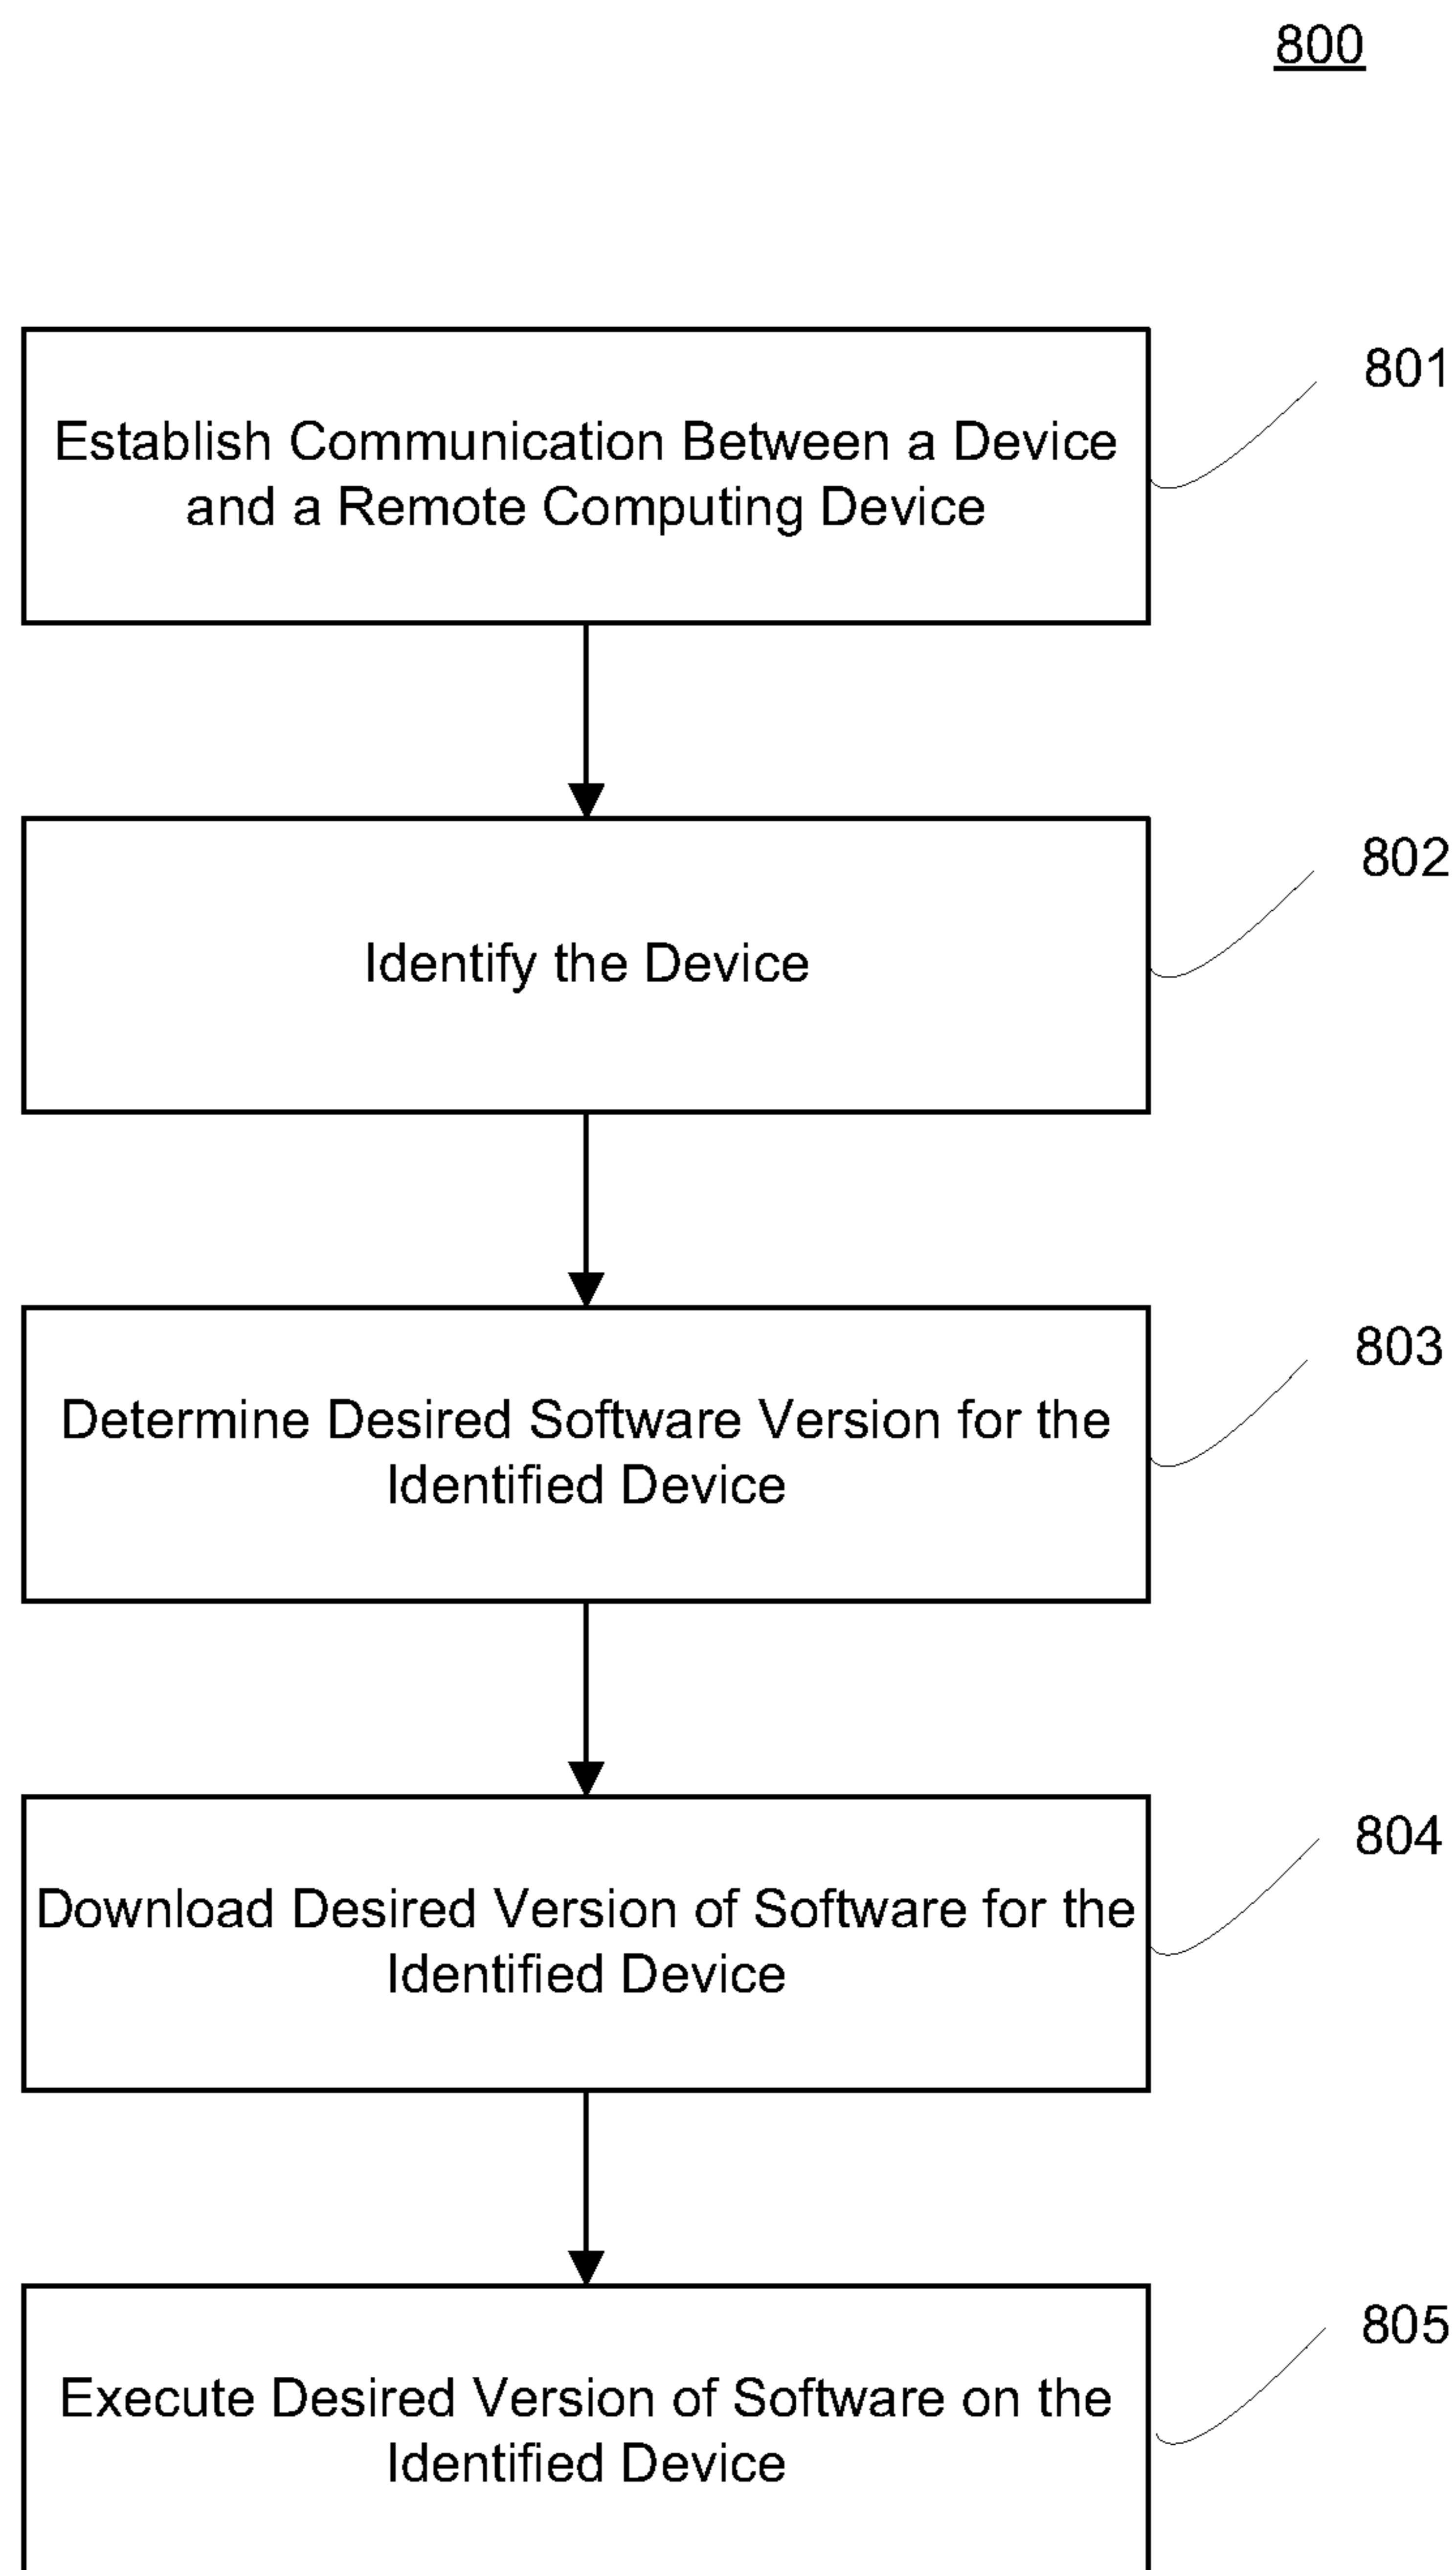 800
801
Establish Communication Between a Device
and a Remote Computing Device
802
Identify the Device
803
Determine Desired Software Version for the
Identified Device
804
Download Desired Version of Software for the
Identified Device
805
Execute Desired Version of Software on the
Identified Device